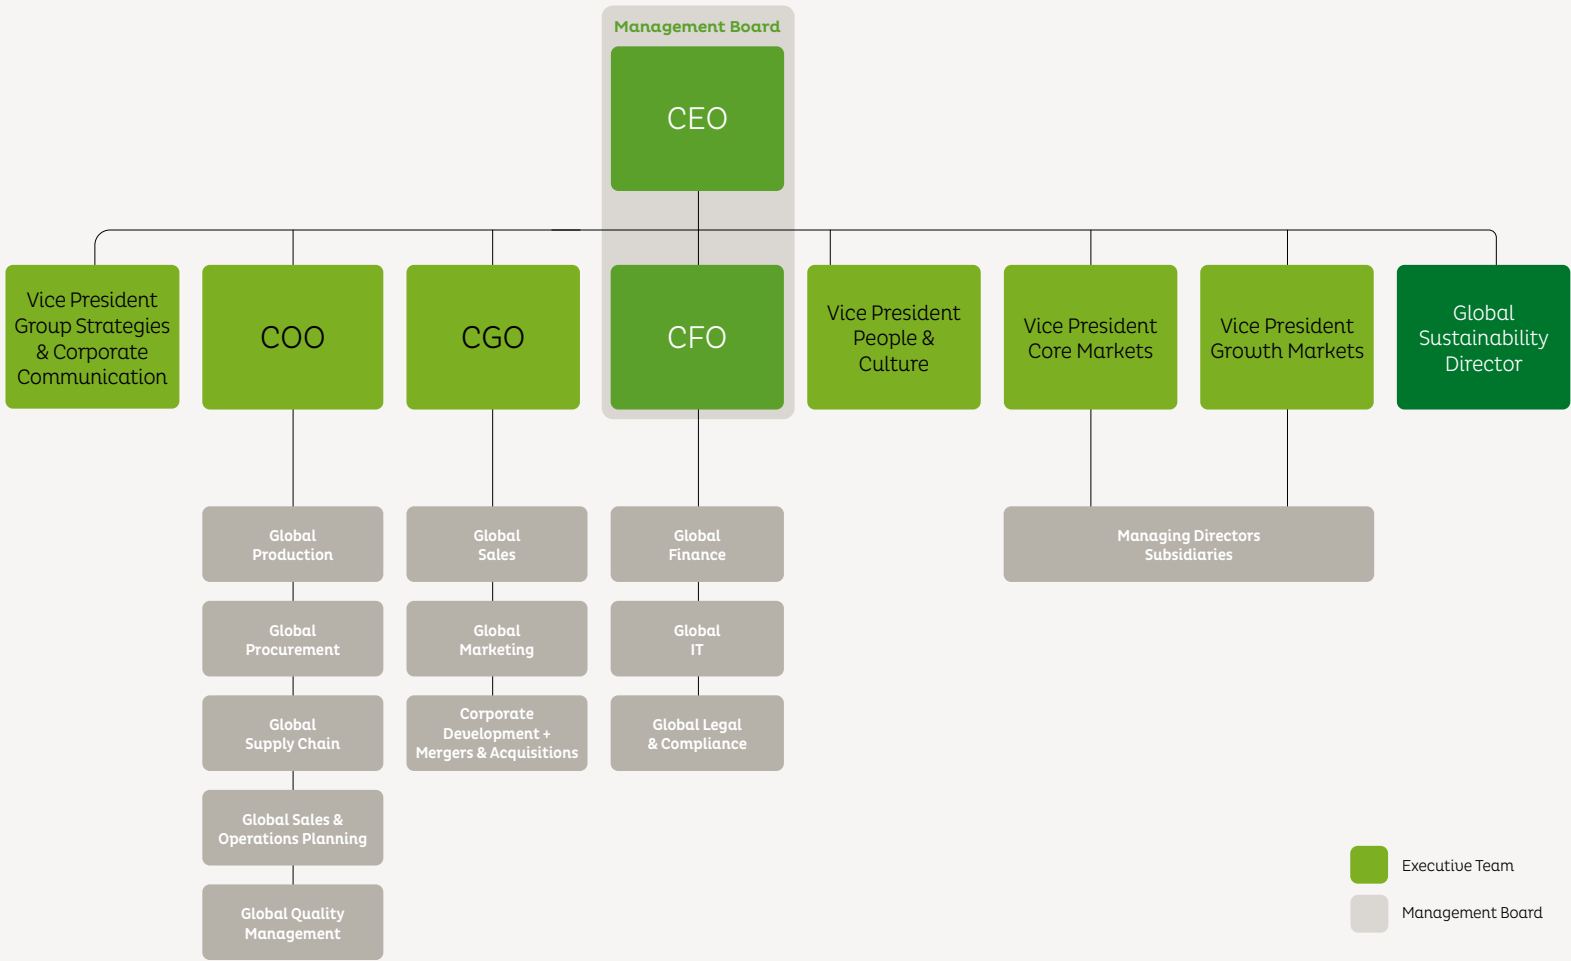 Management Board
CEO
Vice President
Group Strategies
& Corporate
Communication
COO
CGO
CFO
Vice President
People &
Culture
Vice President
Core Markets
Vice President
Growth Markets
Global
Sustainability
Director
Global
Production
Global
Procurement
Global
Supply Chain
Global Sales &
Operations Planning
Global Quality
Management
Global
Sales
Global
Marketing
Corporate
Development +
Mergers & Acquisitions
Global
Finance
Global
IT
Global Legal
& Compliance
Managing Directors
Subsidiaries
Executive Team
Management Board